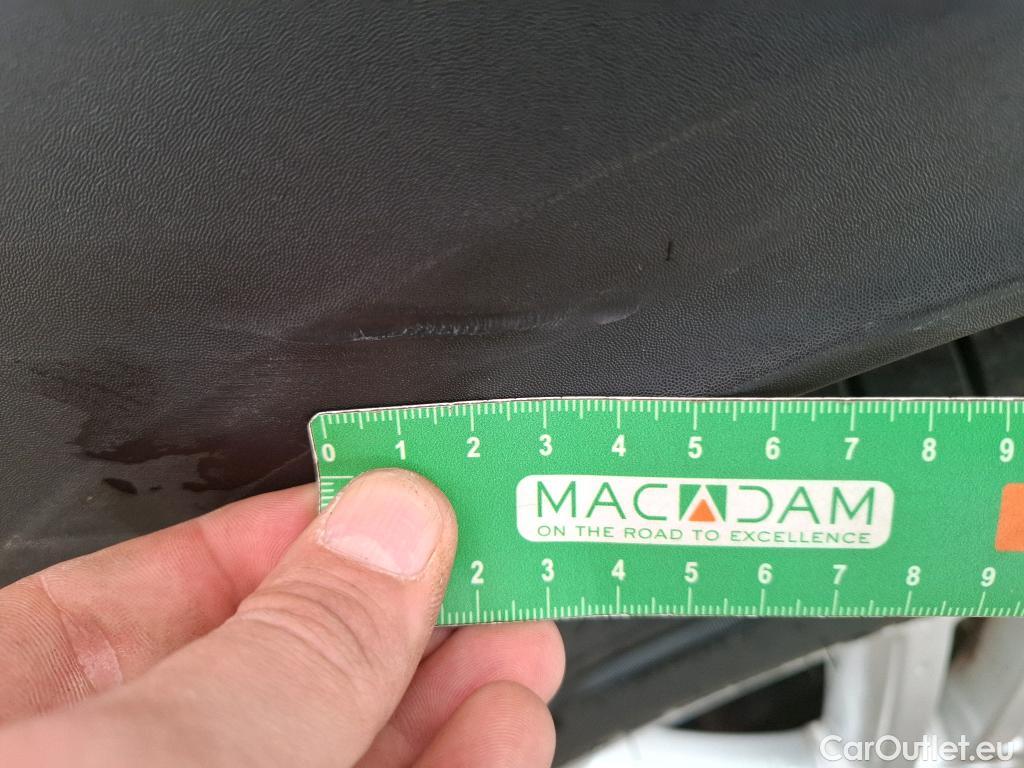 0 1 2 3 4 5 6 7 8 9
MACADAM
ON THE ROAD TO EXCELLENCE
2 3 4 5 6 7 8 9
CarOutlet.eu